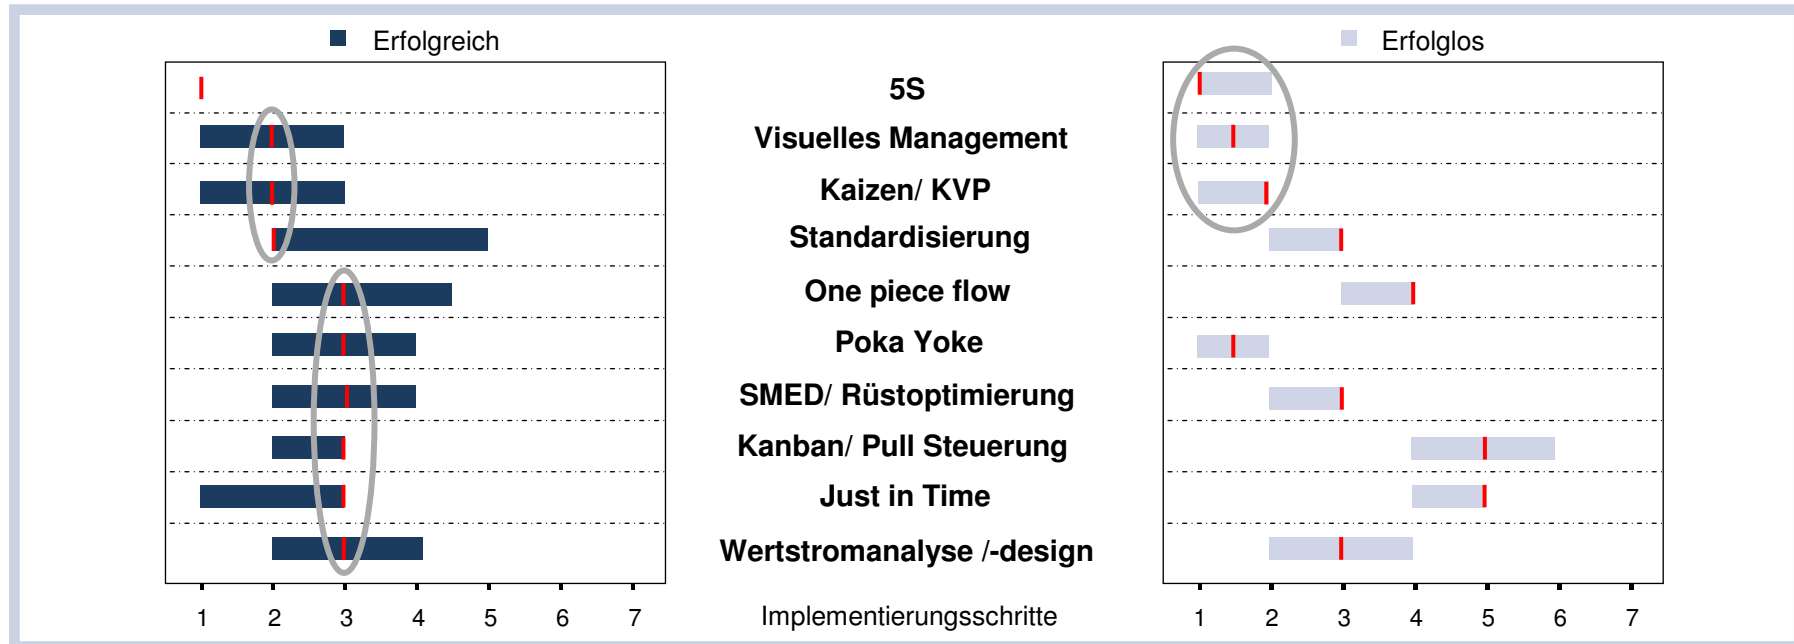 Erfolgreich
Erfolglos
5S
Visuelles Management
Kaizen/ KVP
Standardisierung
One piece flow
Poka Yoke
SMED/ Rüstoptimierung
Kanban/ Pull Steuerung
Just in Time
Wertstromanalyse /-design
1 2 3 4 5 6 7
Implementierungsschritte
1 2 3 4 5 6 7